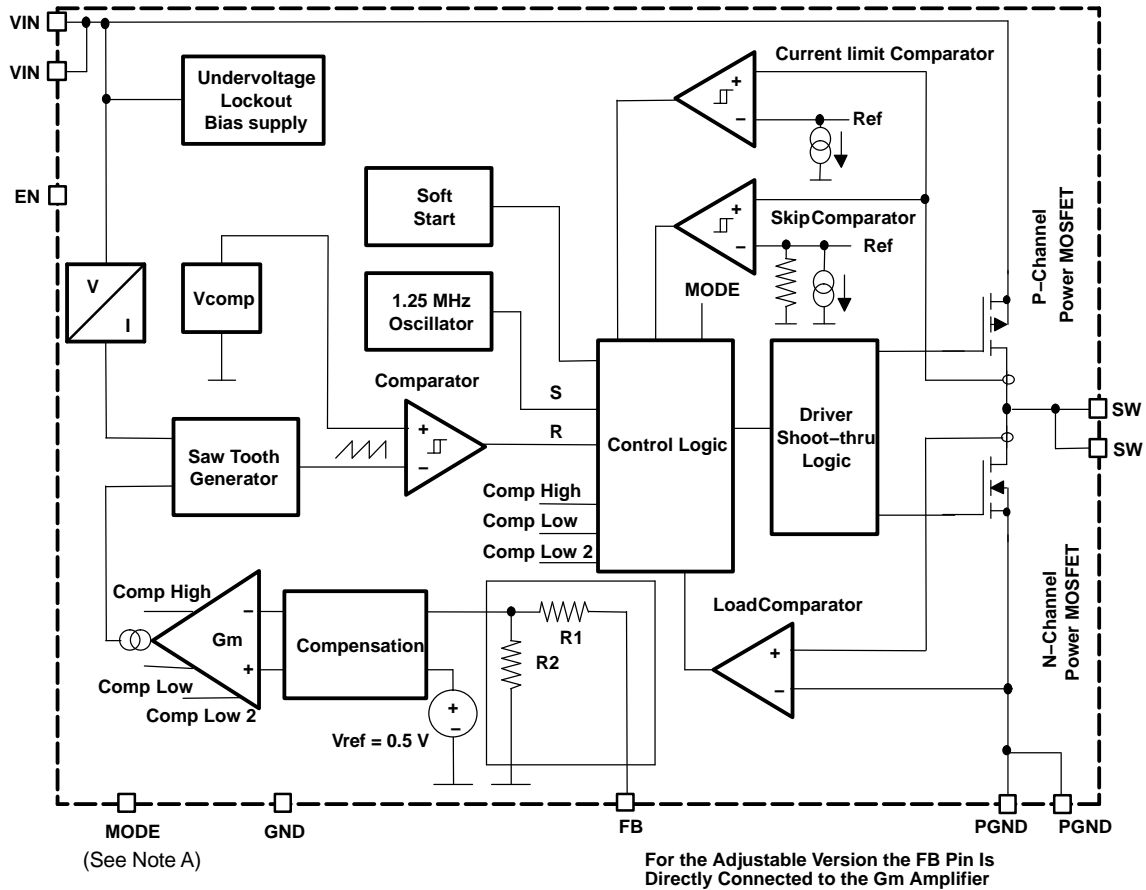 VIN
VIN
EN
Undervoltage
Lockout
Bias supply
Current limit Comparator
+
−
Ref
Soft
Start
+
−
Skip Comparator
Ref
P−Channel
Power MOSFET
V
I
Vcomp
1.25 MHz
Oscillator
MODE
Comparator
S
R
+
−
Saw Tooth
Generator
Control Logic
Driver
Shoot−thru
Logic
SW
SW
Comp High
Comp Low
Comp Low 2
Comp High
Gm
−
+
Comp Low
Comp Low 2
Compensation
R1
R2
+
−
Vref = 0.5 V
Load Comparator
+
−
N−Channel
Power MOSFET
MODE
(See Note A)
GND
FB
PGND
PGND
For the Adjustable Version the FB Pin Is
Directly Connected to the Gm Amplifier